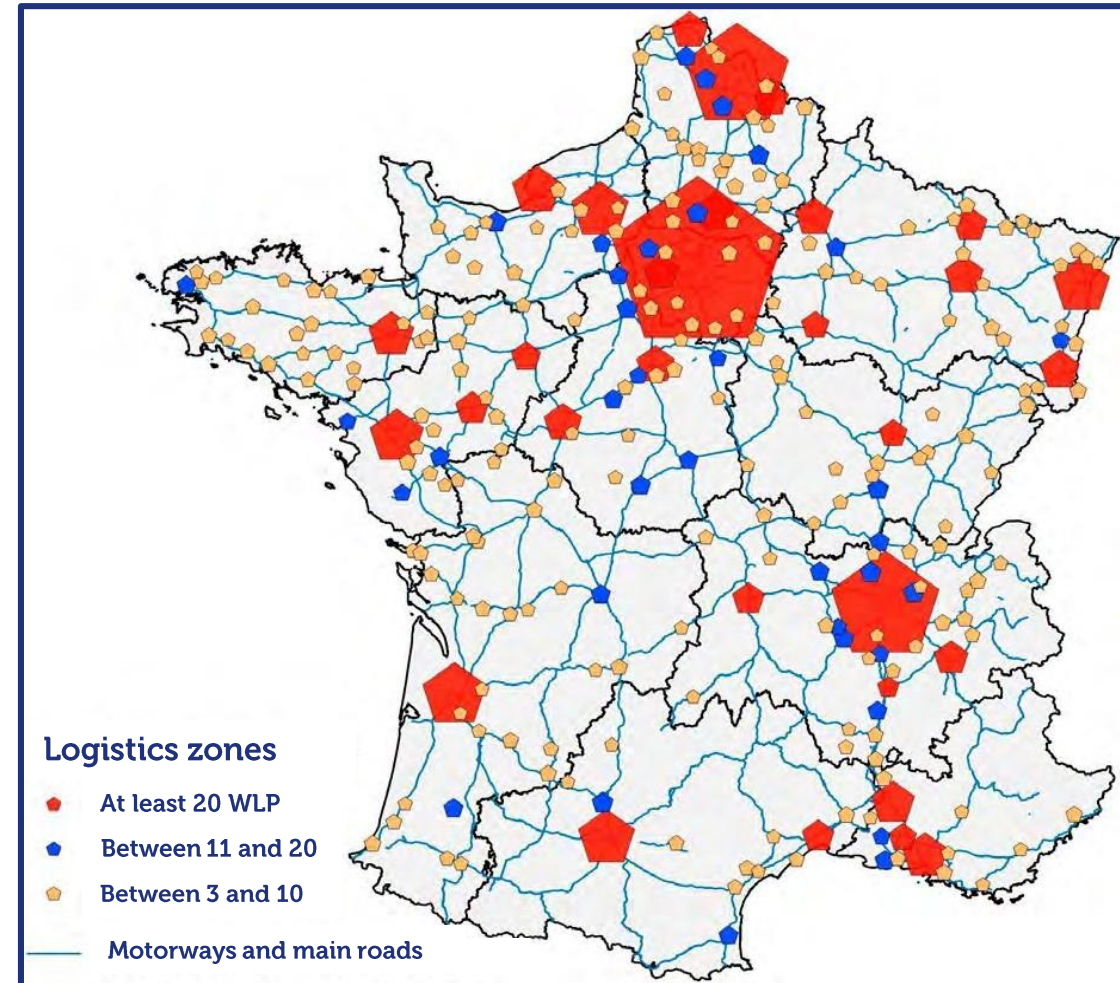 Logistics zones
At least 20 WLP
Between 11 and 20
Between 3 and 10
Motorways and main roads